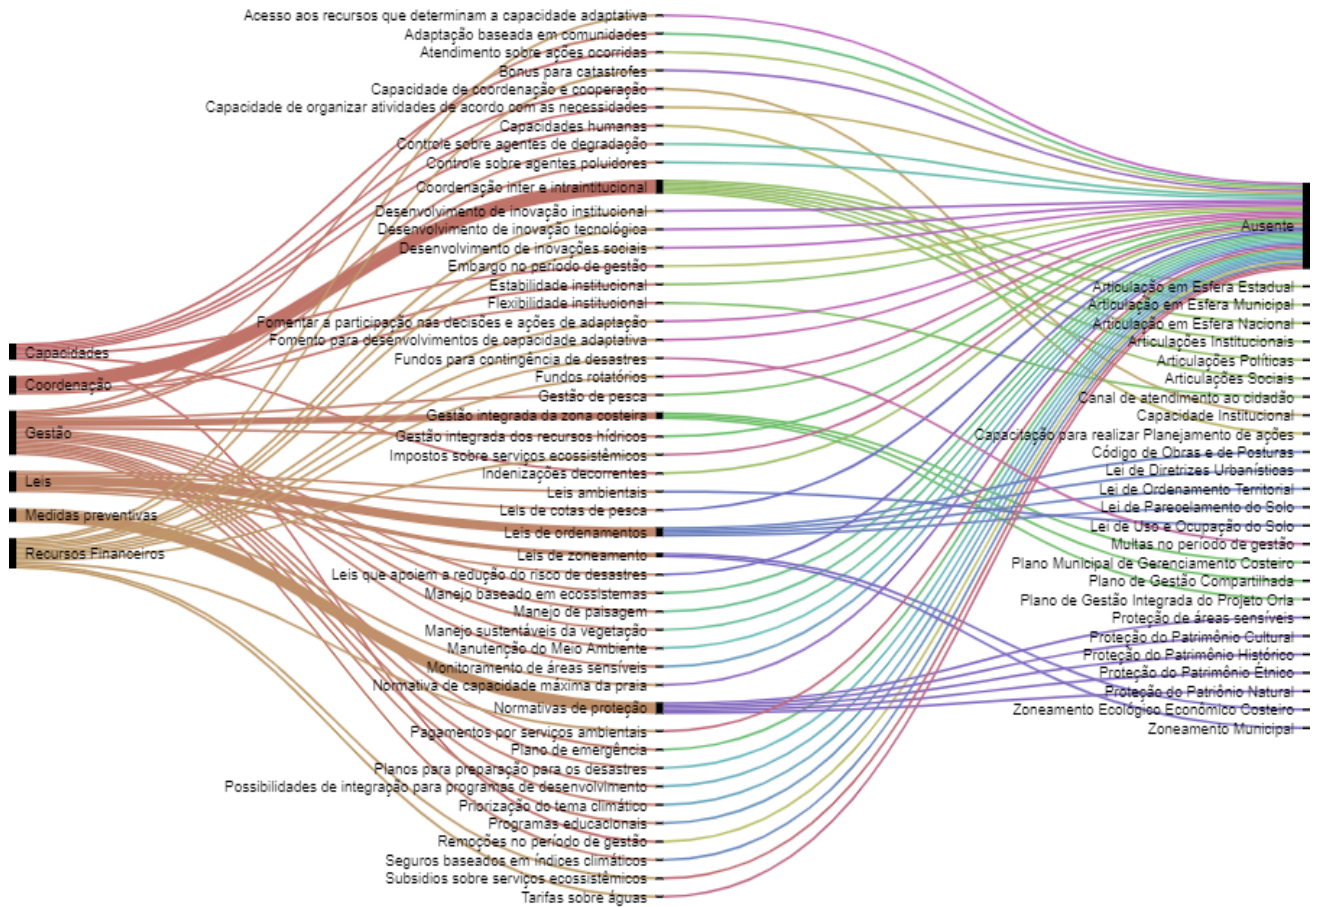 Capacidades
Coordenação
Gestão
Leis
Medidas preventivas
Recursos Financeiros
Acesso aos recursos que determinam a capacidade adaptativa
Adaptação baseada em comunidades
Atendimento sobre ações ocorridas
Bonus para catastrofes
Capacidade de coordenação e cooperação
Capacidade de organizar atividades de acordo com as necessidades
Capacidades humanas
Controle sobre agentes de degradação
Controle sobre agentes poluidores
Coordenação inter e intraintitucional
Desenvolvimento de inovação institucional
Desenvolvimento de inovação tecnológica
Desenvolvimento de inovações sociais
Embargo no período de gestão
Estabilidade institucional
Flexibilidade institucional
Fomentar a participação nas decisões e ações de adaptação
Fomento para desenvolvimentos de capacidade adaptativa
Fundos para contingência de desastres
Fundos rotatórios
Gestão de pesca
Gestão integrada da zona costeira
Gestão integrada dos recursos hídricos
Impostos sobre serviços ecossistêmicos
Indenizações decorrentes
Leis ambientais
Leis de cotas de pesca
Leis de ordenamentos
Leis de zoneamento
Leis que apoiem a redução do risco de desastres
Manejo baseado em ecossistemas
Manejo de paisagem
Manejo sustentáveis da vegetação
Manutenção do Meio Ambiente
Monitoramento de áreas sensíveis
Normativa de capacidade máxima da praia
Normativas de proteção
Pagamentos por serviços ambientais
Plano de emergência
Planos para preparação para os desastres
Possibilidades de integração para programas de desenvolvimento
Priorização do tema climático
Programas educacionais
Remoções no período de gestão
Seguros baseados em índices climáticos
Subsidios sobre serviços ecossistêmicos
Tarifas sobre águas
Ausente
Articulação em Esfera Estadual
Articulação em Esfera Municipal
Articulação em Esfera Nacional
Articulações Institucionais
Articulações Políticas
Articulações Sociais
Canal de atendimento ao cidadão
Capacidade Institucional
Capacitação para realizar Planejamento de ações
Código de Obras e de Posturas
Lei de Diretrizes Urbanísticas
Lei de Ordenamento Territorial
Lei de Parecelamento do Solo
Lei de Uso e Ocupação do Solo
Multas no período de gestão
Plano Municipal de Gerenciamento Costeiro
Plano de Gestão Compartilhada
Plano de Gestão Integrada do Projeto Orla
Proteção de áreas sensíveis
Proteção do Patrimônio Cultural
Proteção do Patrimônio Histórico
Proteção do Patrimônio Étnico
Proteção do Patriônio Natural
Zoneamento Ecológico Econômico Costeiro
Zoneamento Municipal